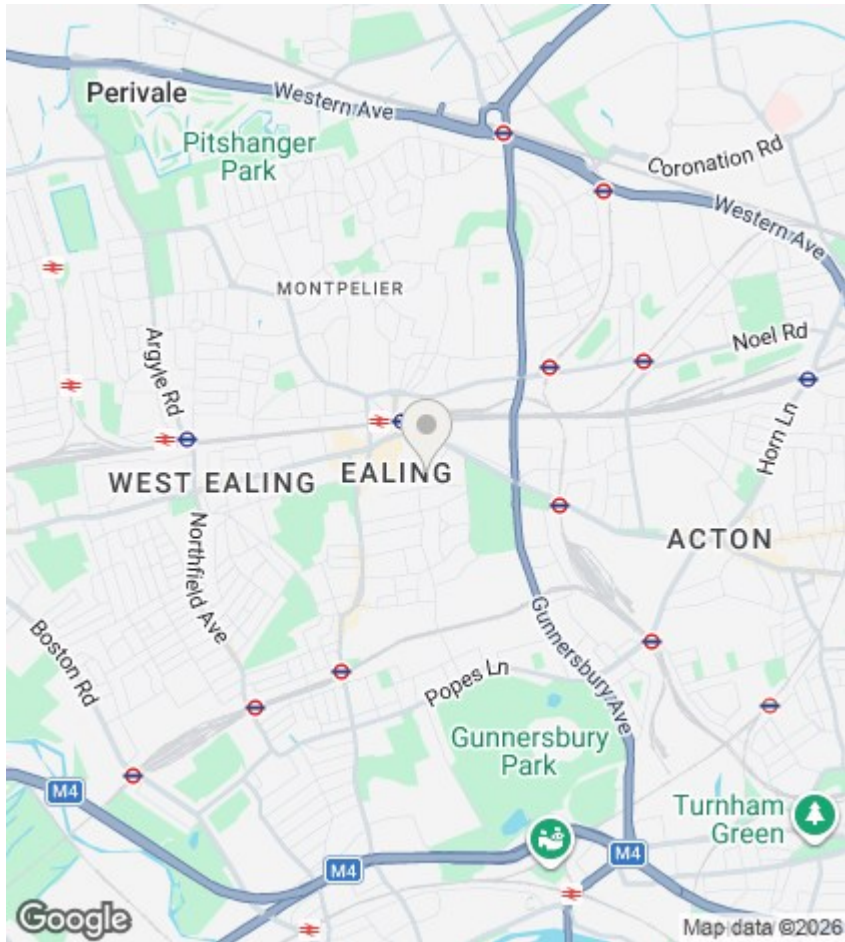 Perivale
Western Ave
Pitshanger
Park
Coronation Rd
Western Ave
MONTPELIER
Argyle Rd
Noel Rd
Horn Ln
WEST EALING
EALING
ACTON
Northfield Ave
Boston Rd
Popes Ln
Gunnersbury Ave
Gunnersbury
Park
M4
Turnham
Green
M4
M4
Google
Map data ©2026